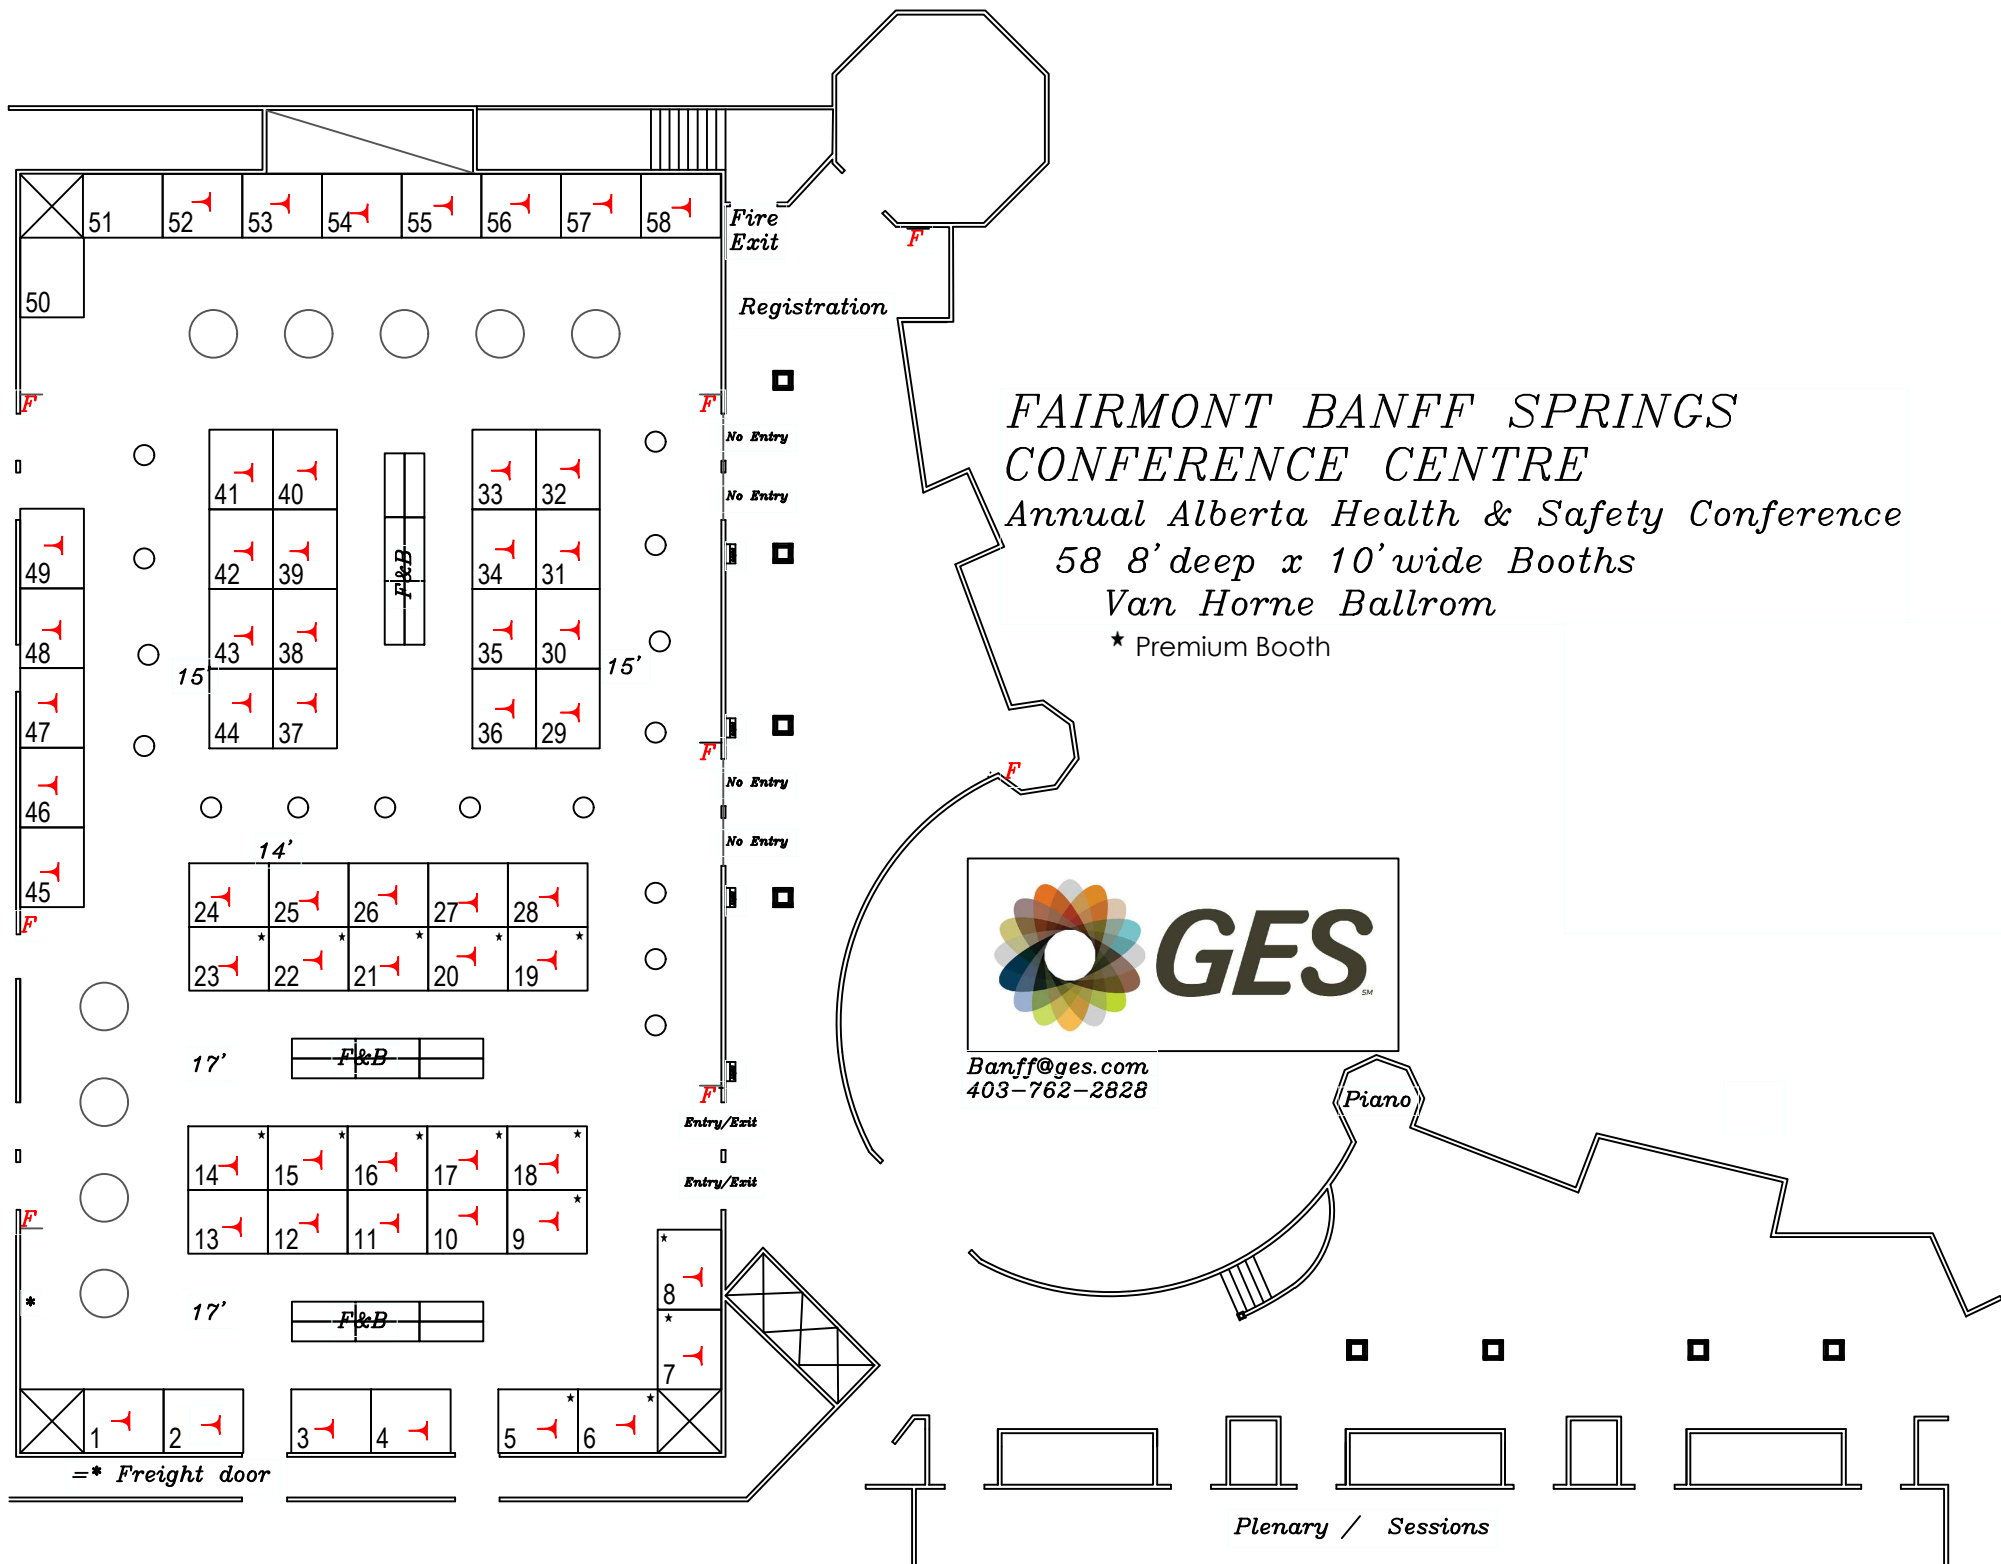 51 52 53 54 55 56 57 58
Fire
Exit
F
50
Registration
F
F
No Entry
FAIRMONT BANFF SPRINGS
CONFERENCE CENTRE
Annual Alberta Health & Safety Conference
58 8' deep x 10' wide Booths
Van Horne Ballrom
★ Premium Booth
41 40 33 32
No Entry
49 42 39 F&B 34 31
48 43 38 35 30
15' 15'
47 44 37 36 29
F
F
No Entry
46
No Entry
14'
45 24 25 26 27 28
F
23 22 21 20 19
GES
SM
17' F&B
Banff@ges.com
403-762-2828
F
Piano
Entry/Exit
14 15 16 17 18
Entry/Exit
F
13 12 11 10 9
8
*
17' F&B
7
1 2 3 4 5 6
=* Freight door
Plenary / Sessions